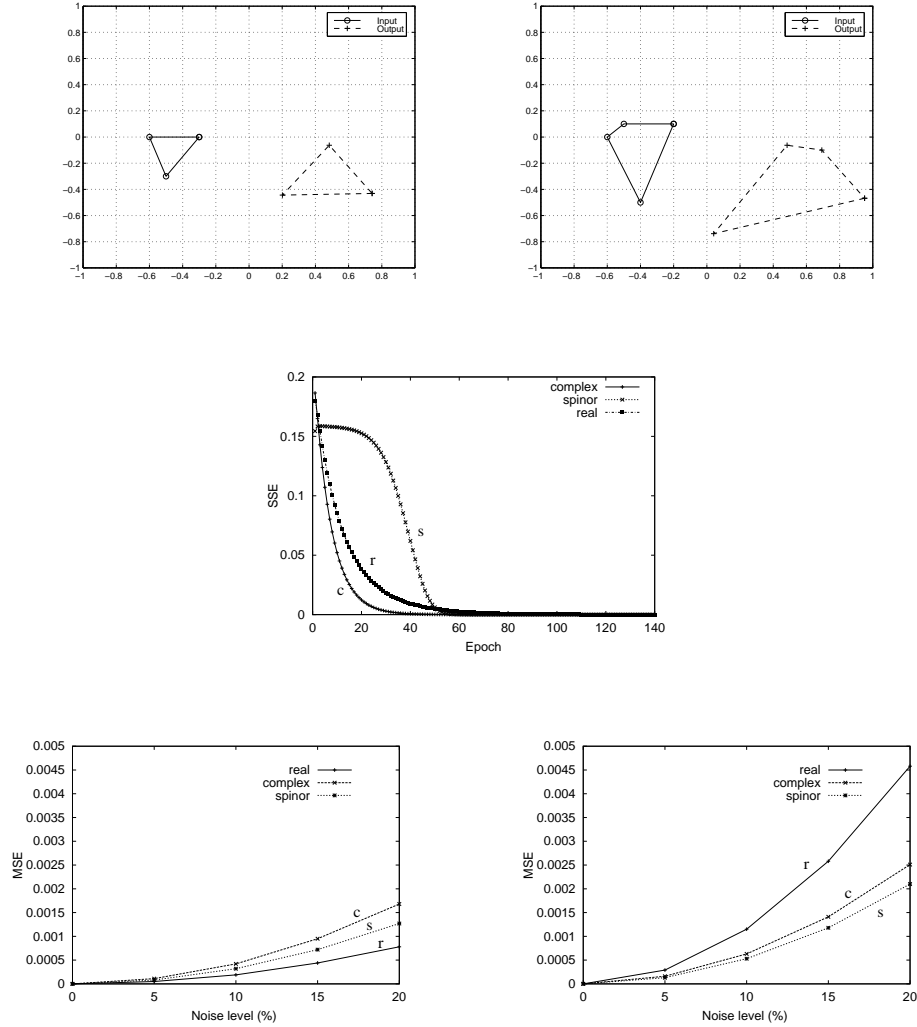 1
0.8
0.6
0.4
0.2
0
−0.2
−0.4
−0.6
−0.8
−1
−1 −0.8 −0.6 −0.4 −0.2 0 0.2 0.4 0.6 0.8 1
Input
Output
1
0.8
0.6
0.4
0.2
0
−0.2
−0.4
−0.6
−0.8
−1
−1 −0.8 −0.6 −0.4 −0.2 0 0.2 0.4 0.6 0.8 1
Input
Output
0.2
0.15
0.1
0.05
0
SSE
complex
spinor
real
s
r
c
0 20 40 60 80 100 120 140
Epoch
0.005
0.0045
0.004
0.0035
0.003
0.0025
0.002
0.0015
0.001
0.0005
0
MSE
real
complex
spinor
c
s
r
0 5 10 15 20
Noise level (%)
0.005
0.0045
0.004
0.0035
0.003
0.0025
0.002
0.0015
0.001
0.0005
0
MSE
real
complex
spinor
r
c
s
0 5 10 15 20
Noise level (%)